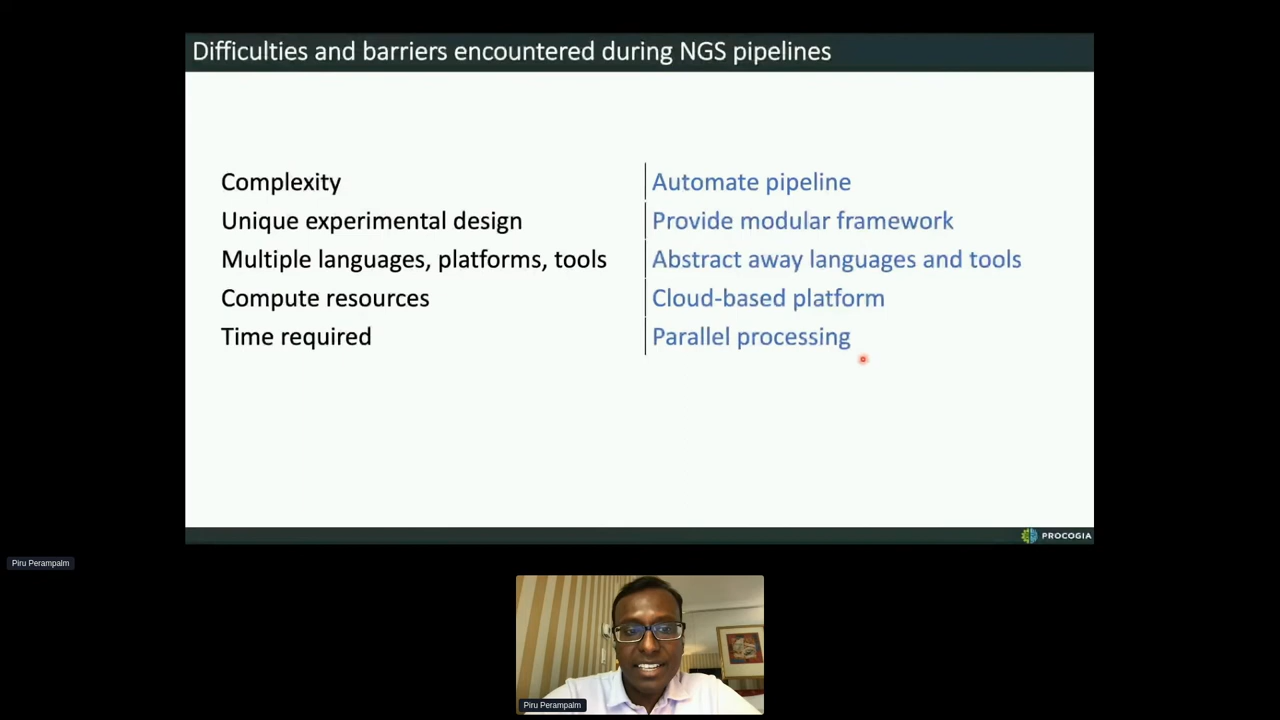 Difficulties and barriers encountered during NGS pipelines
Complexity
Automate pipeline
Unique experimental design
Provide modular framework
Multiple languages, platforms, tools
Abstract away languages and tools
Compute resources
Cloud-based platform
Time required
Parallel processing
PROCOGIA
Piru Perampalm
Piru Perampalm